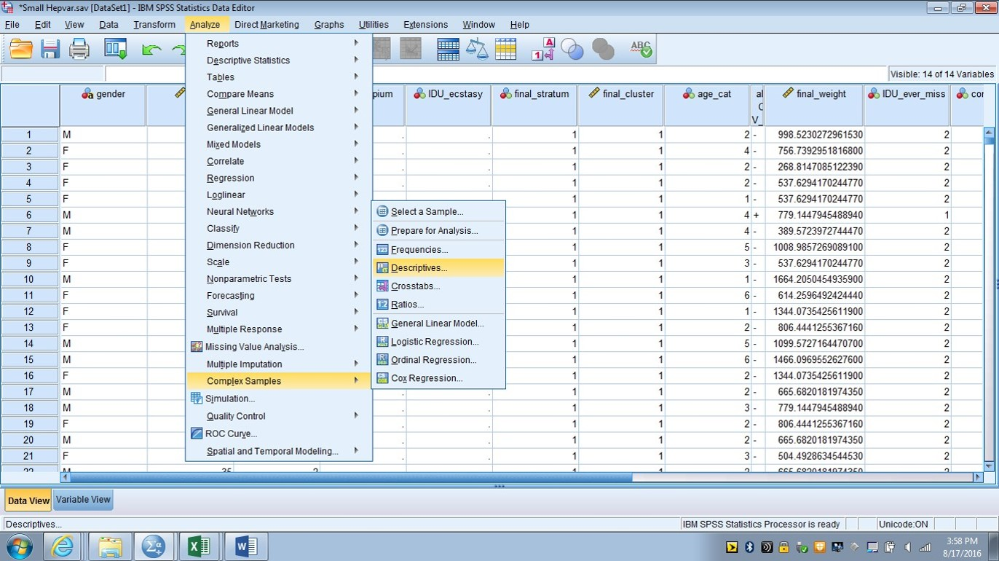 *Small Hepvar.sav [DataSet1] - IBM SPSS Statistics Data Editor
File Edit View Data Transform Analyze Direct Marketing Graphs Utilities Extensions Window Help
Visible: 14 of 14 Variables
gender IDU_ecstasy final_stratum final_cluster age_cat final_weight IDU_ever_miss
1 M . . 1 1 2 - 998.5230272961530 2
2 F . . 1 1 4 - 756.7392951816800 2
3 F . . 1 1 2 - 268.8147085122390 2
4 F . . 1 1 2 - 537.6294170244770 2
5 F 1 1 1 - 537.6294170244770 2
6 M 1 1 4 + 779.1447945488940 1
7 M 1 1 4 - 389.5723972744470 2
8 F 1 1 5 - 1008.9857269089100 2
9 F 1 1 3 - 537.6294170244770 2
10 M 1 1 1 - 1664.2050454935900 2
11 F 1 1 6 - 614.2596492424440 2
12 F 1 1 1 - 1344.0735425611900 2
13 F 1 1 2 - 806.4441255367160 2
14 M 1 1 5 - 1099.5727164470700 2
15 M 1 1 6 - 1466.0969552627600 2
16 F 1 1 2 - 1344.0735425611900 2
17 M . . 1 1 2 - 665.6820181974350 2
18 M . . 1 1 3 - 779.1447945488940 2
19 F . . 1 1 2 - 806.4441255367160 2
20 M . . 1 1 2 - 665.6820181974350 2
21 F . . 1 1 3 - 504.4928634544530 2
Reports
Descriptive Statistics
Tables
Compare Means
General Linear Model
Generalized Linear Models
Mixed Models
Correlate
Regression
Loglinear
Neural Networks
Classify
Dimension Reduction
Scale
Nonparametric Tests
Forecasting
Survival
Multiple Response
Missing Value Analysis...
Multiple Imputation
Complex Samples
Simulation...
Quality Control
ROC Curve...
Spatial and Temporal Modeling...
Select a Sample...
Prepare for Analysis...
Frequencies...
Descriptives...
Crosstabs...
Ratios...
General Linear Model...
Logistic Regression...
Ordinal Regression...
Cox Regression...
Data View Variable View
Descriptives...
IBM SPSS Statistics Processor is ready
Unicode:ON
3:58 PM
8/17/2016